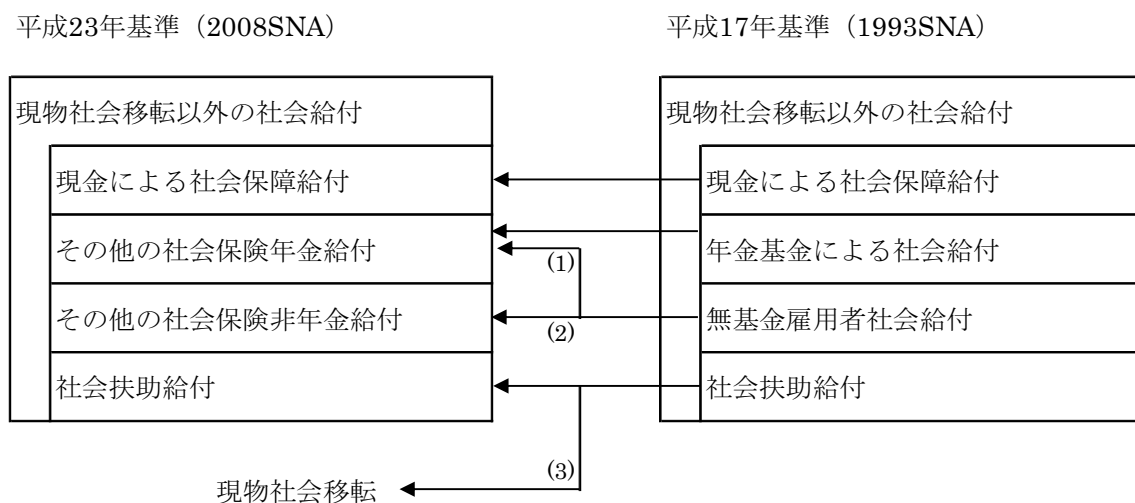 平成23年基準（2008SNA）
現物社会移転以外の社会給付
現金による社会保障給付
その他の社会保険年金給付
その他の社会保険非年金給付
社会扶助給付
平成17年基準（1993SNA）
現物社会移転以外の社会給付
現金による社会保障給付
年金基金による社会給付
無基金雇用者社会給付
社会扶助給付
(1)
(2)
(3)
現物社会移転